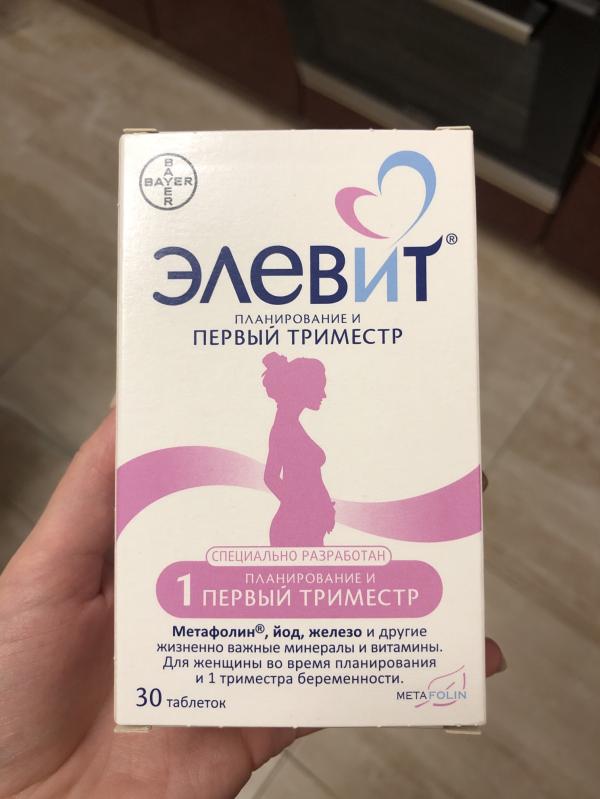 BAYER
BAYER
ЭЛЕВИТ®
ПЛАНИРОВАНИЕ И
ПЕРВЫЙ ТРИМЕСТР
СПЕЦИАЛЬНО РАЗРАБОТАН
1 ПЛАНИРОВАНИЕ И
ПЕРВЫЙ ТРИМЕСТР
Метафолин®, йод, железо и другие
жизненно важные минералы и витамины.
Для женщины во время планирования
и 1 триместра беременности.
30 таблеток
METAFOLIN